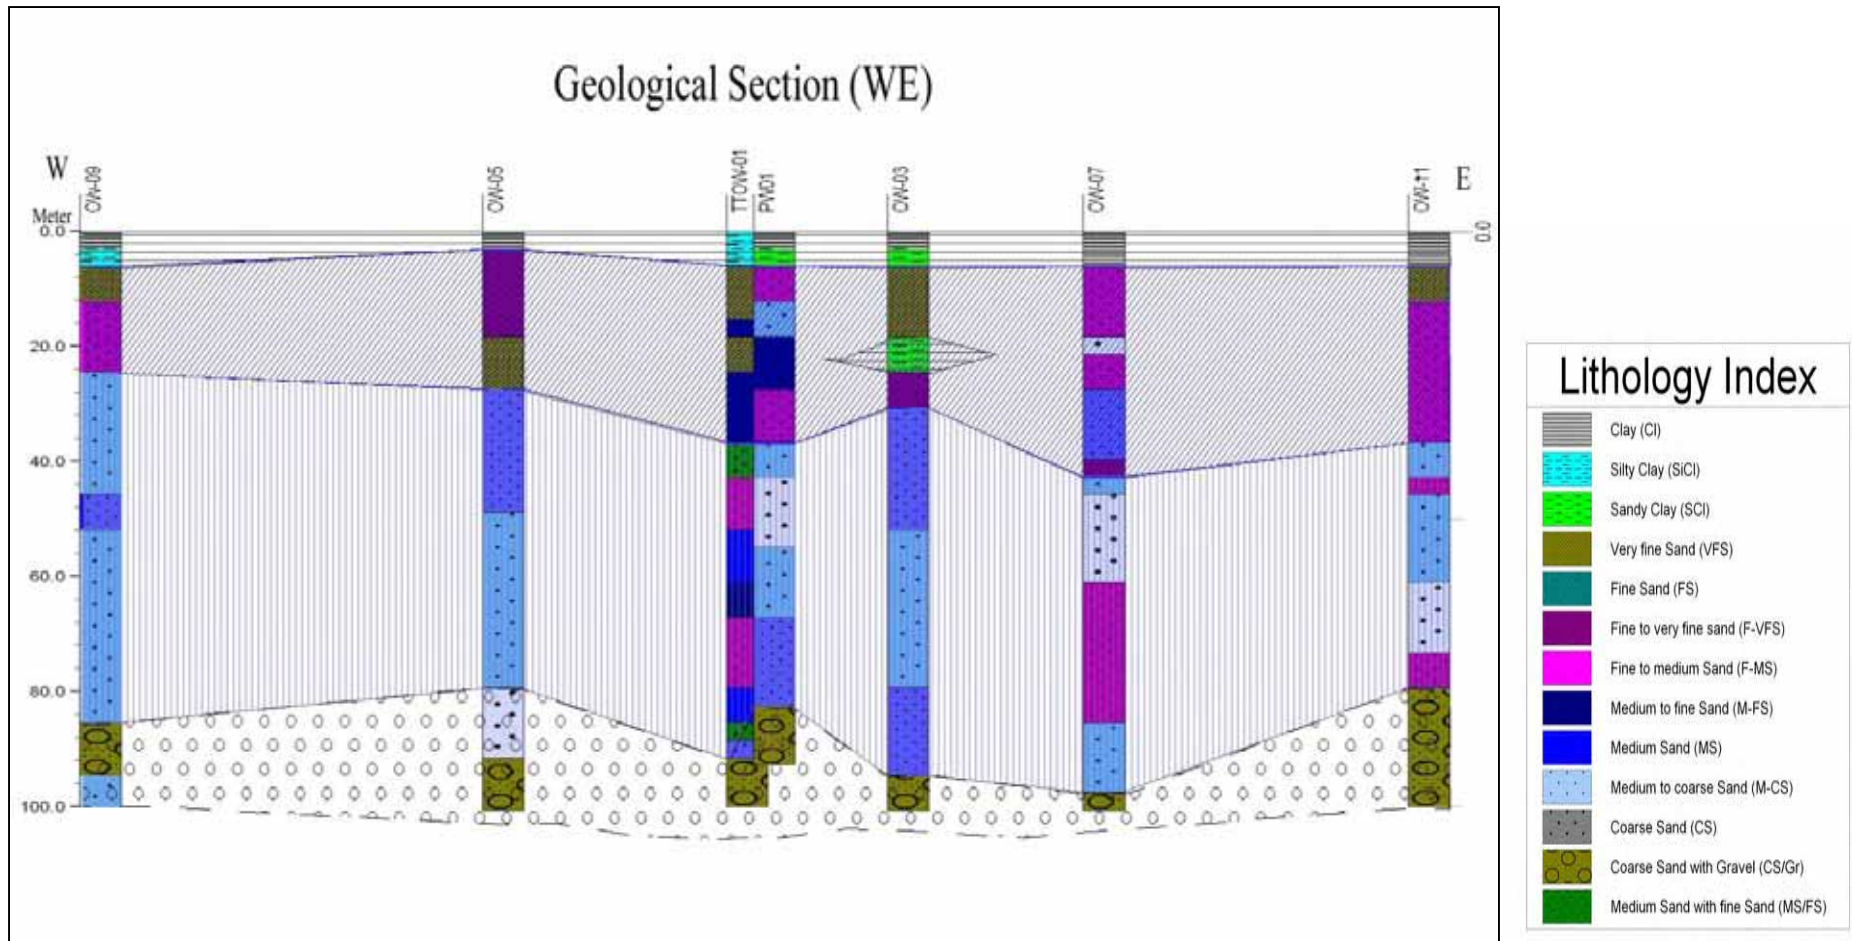 Geological Section (WE)
W
OW-09
OW-05
TTOW-01
PW01
OW-03
OW-07
OW-11
E
Meter
0.0
0.0
20.0
40.0
60.0
80.0
100.0
Lithology Index
Clay (Cl)
Silty Clay (SiCl)
Sandy Clay (SCl)
Very fine Sand (VFS)
Fine Sand (FS)
Fine to very fine sand (F-VFS)
Fine to medium Sand (F-MS)
Medium to fine Sand (M-FS)
Medium Sand (MS)
Medium to coarse Sand (M-CS)
Coarse Sand (CS)
Coarse Sand with Gravel (CS/Gr)
Medium Sand with fine Sand (MS/FS)